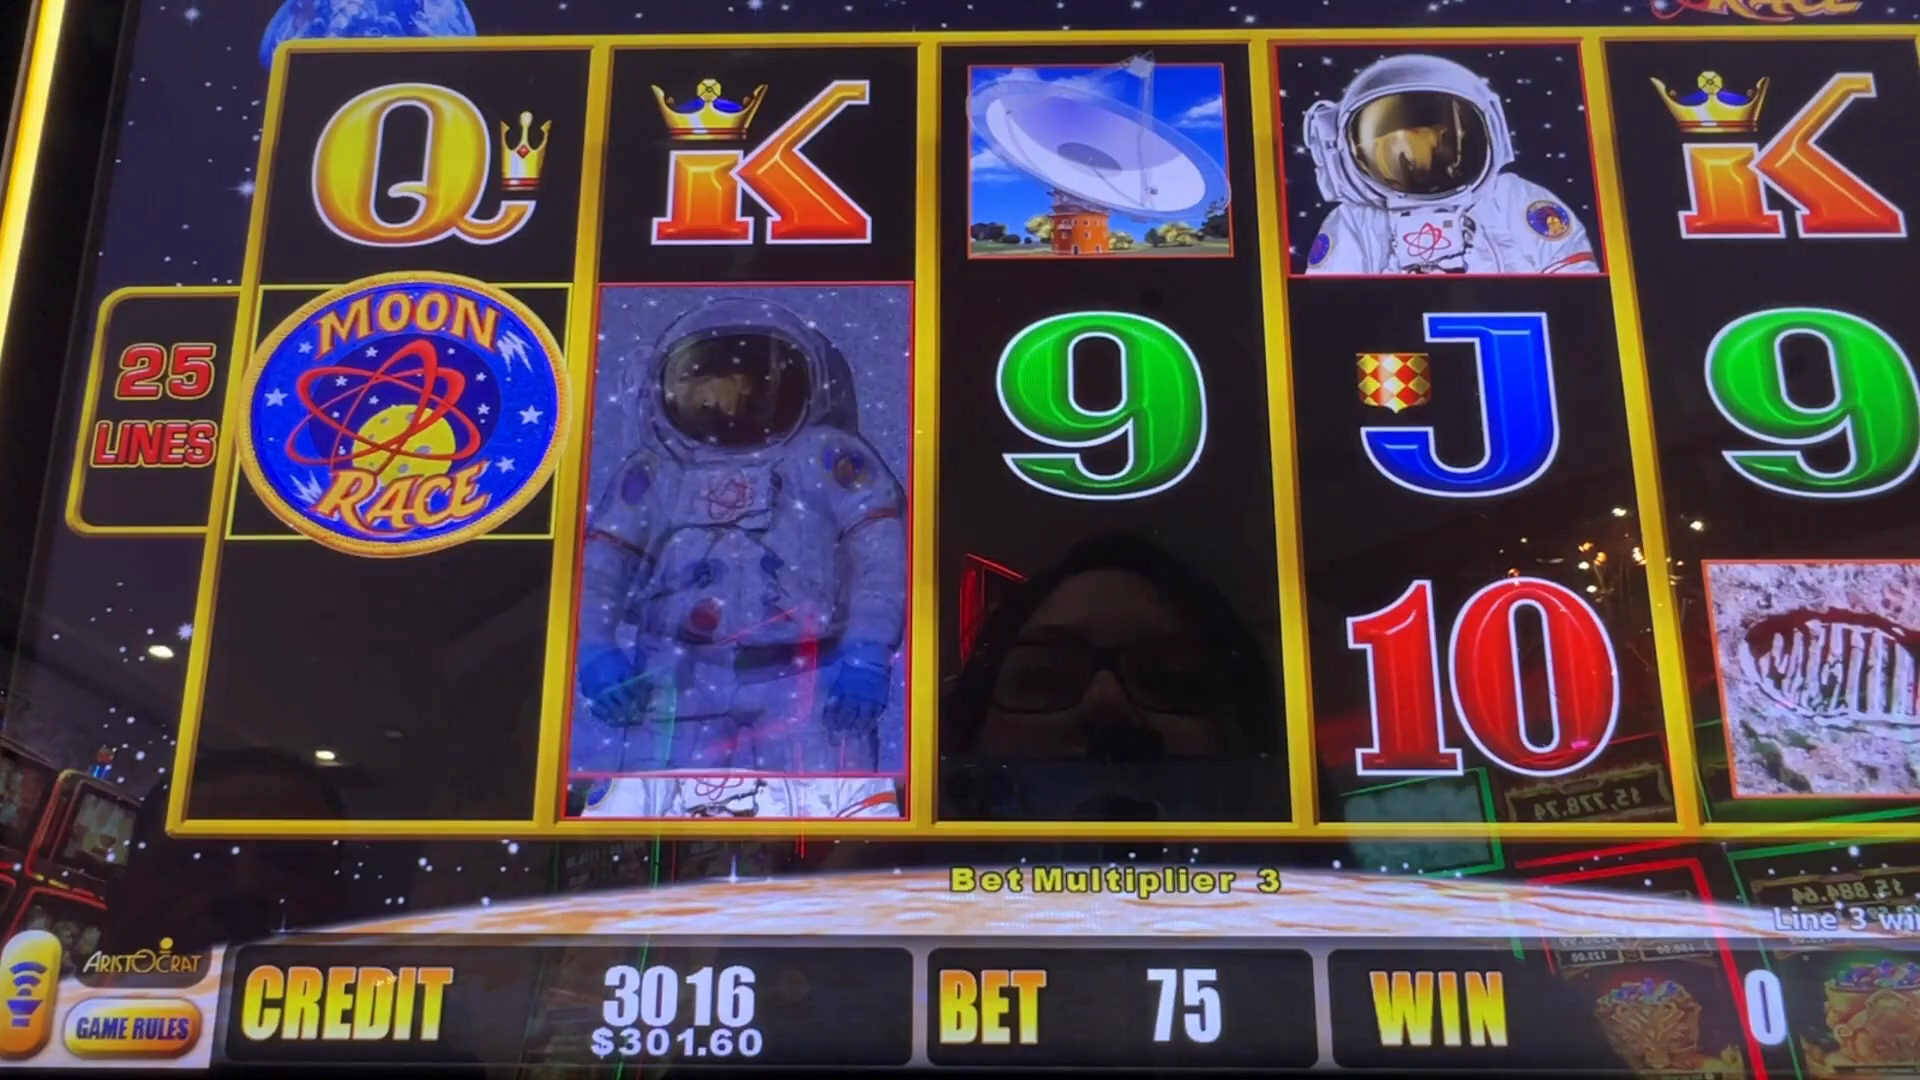 Q
K
K
MOON
RACE
25
LINES
9
J
9
10
Bet Multiplier 3
Line 3
ARISTOCRAT
GAME RULES
CREDIT
3016
$301.60
BET
75
WIN
0